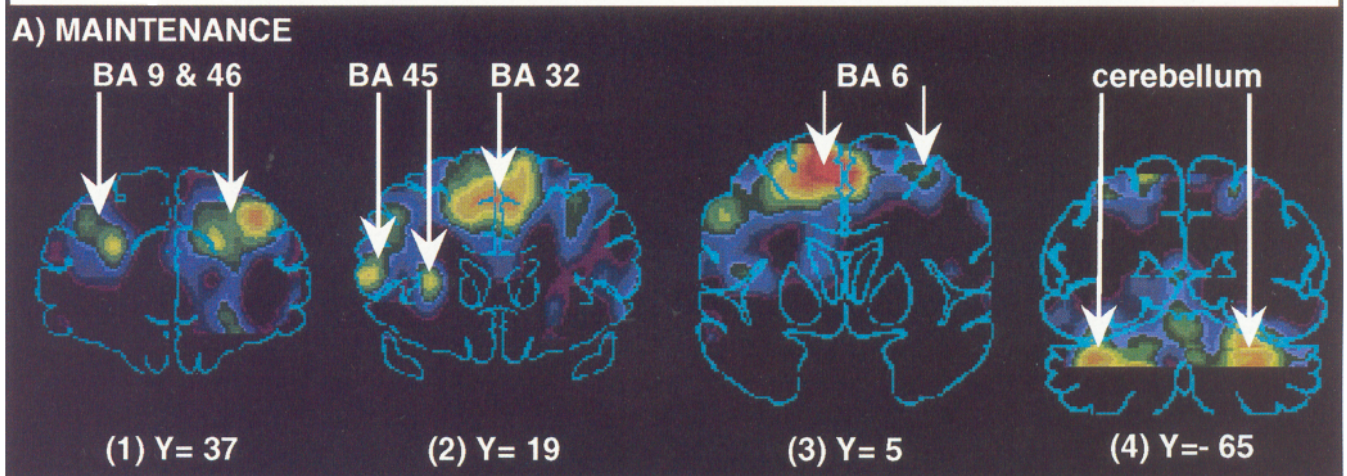 A) MAINTENANCE
BA 9 & 46 BA 45 BA 32 BA 6 cerebellum
(1) Y= 37 (2) Y= 19 (3) Y= 5 (4) Y=- 65